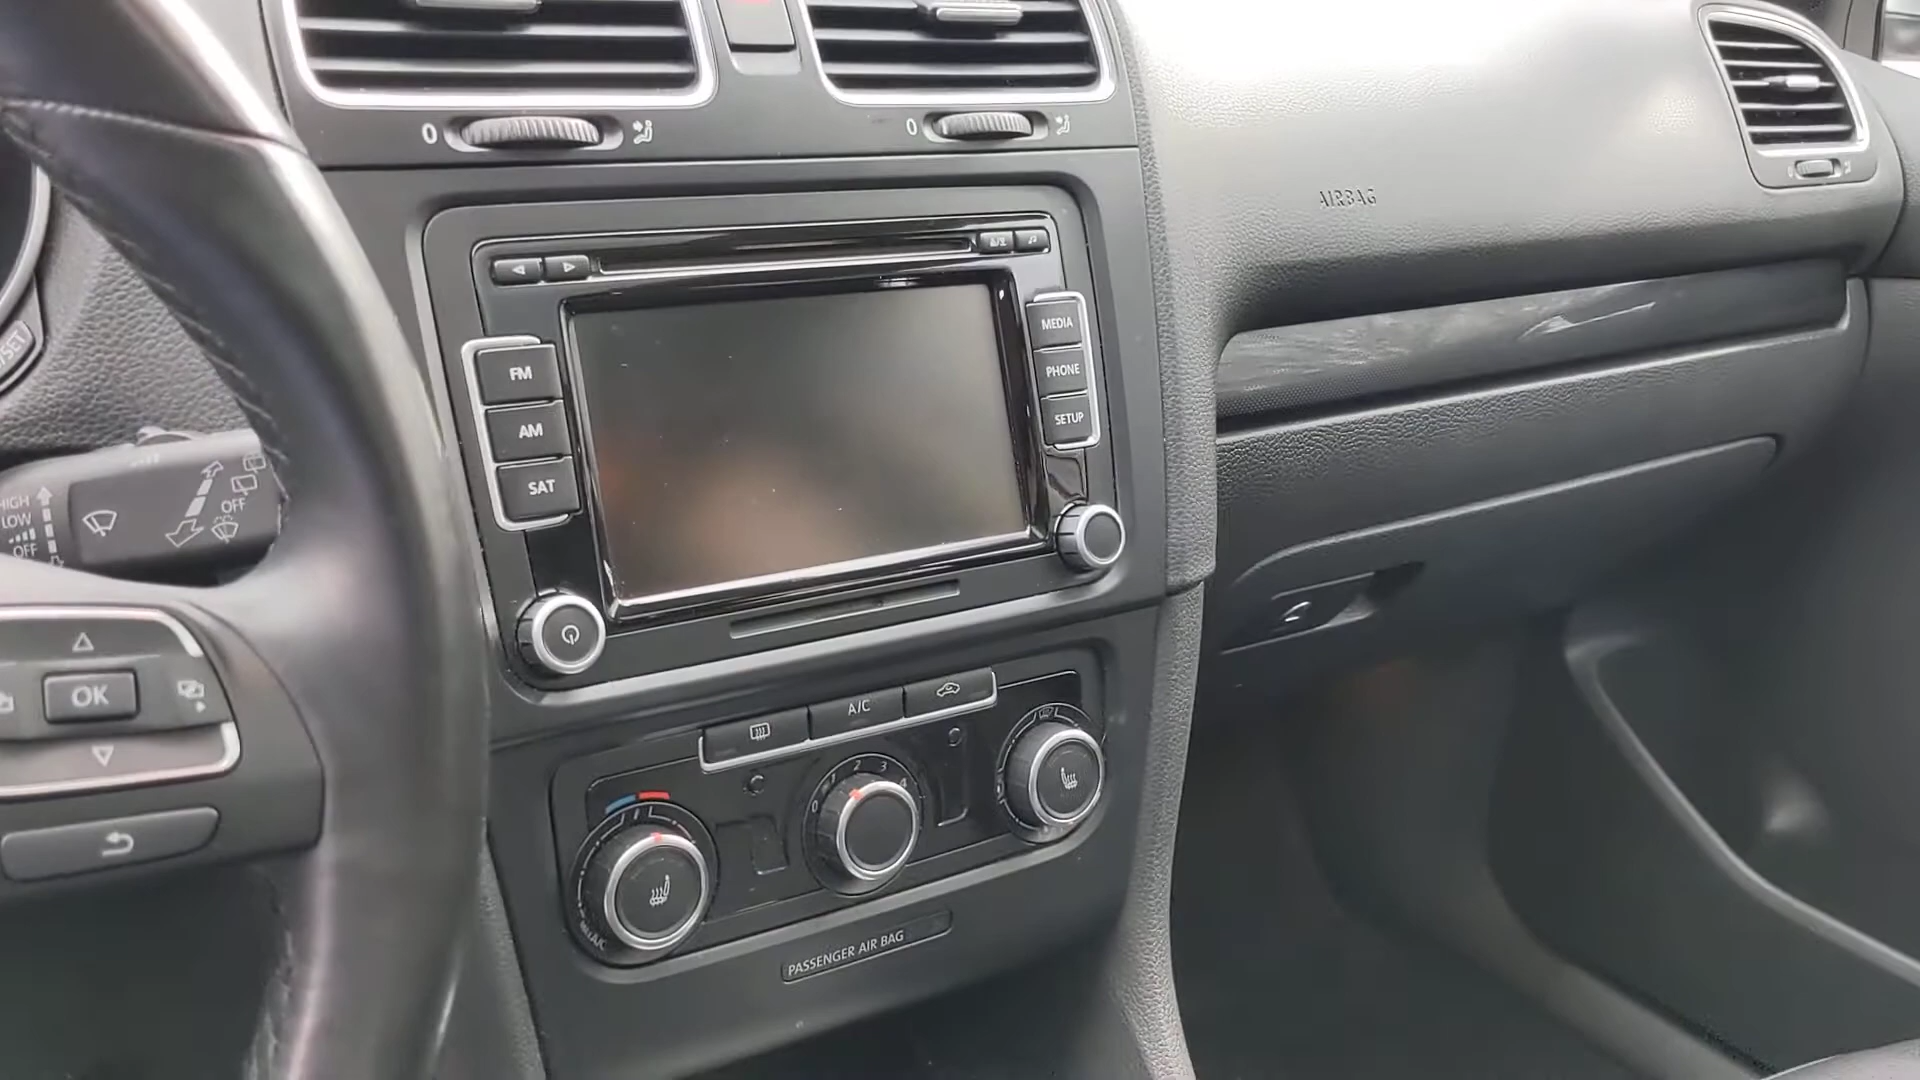 0
0
AIRBAG
MEDIA
FM
PHONE
AM
SETUP
SAT
HIGH
LOW
OFF
OFF
OK
A/C
0 1 2 3 4
A/C
PASSENGER AIR BAG